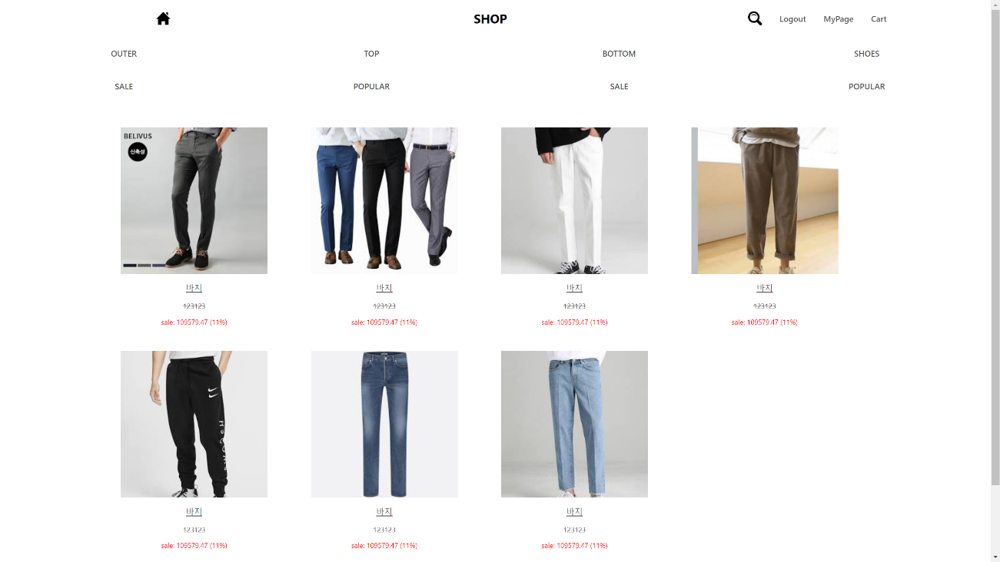 SHOP
Logout MyPage Cart
OUTER TOP BOTTOM SHOES
SALE POPULAR SALE POPULAR
BELIVUS
신축성
바지 바지 바지 바지
123123 123123 123123 123123
sale: 109579.47 (11%) sale: 109579.47 (11%) sale: 109579.47 (11%) sale: 109579.47 (11%)
바지 바지 바지
123123 123123 123123
sale: 109579.47 (11%) sale: 109579.47 (11%) sale: 109579.47 (11%)